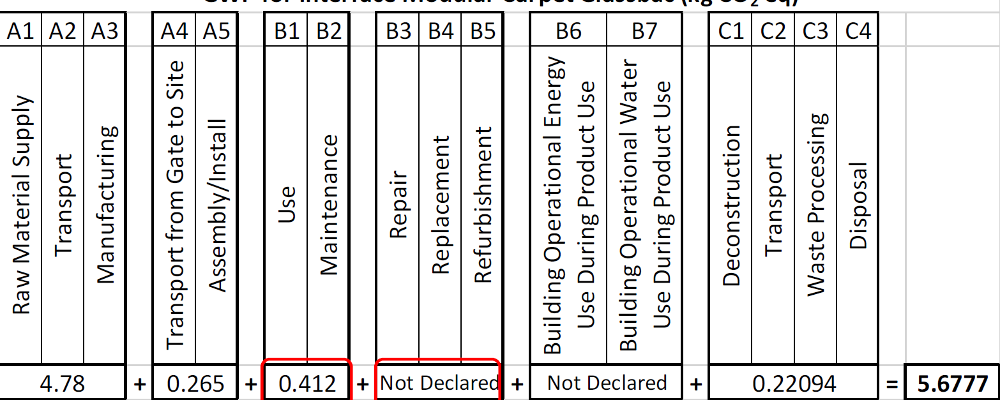 GWP for Interface Modular Carpet Glassbac (kg CO₂ eq)
A1 A2 A3 A4 A5 B1 B2 B3 B4 B5 B6 B7 C1 C2 C3 C4
Raw Material Supply
Transport
Manufacturing
Transport from Gate to Site
Assembly/Install
Use
Maintenance
Repair
Replacement
Refurbishment
Building Operational Energy
Use During Product Use
Building Operational Water
Use During Product Use
Deconstruction
Transport
Waste Processing
Disposal
4.78 + 0.265 + 0.412 + Not Declared + Not Declared + 0.22094 = 5.6777